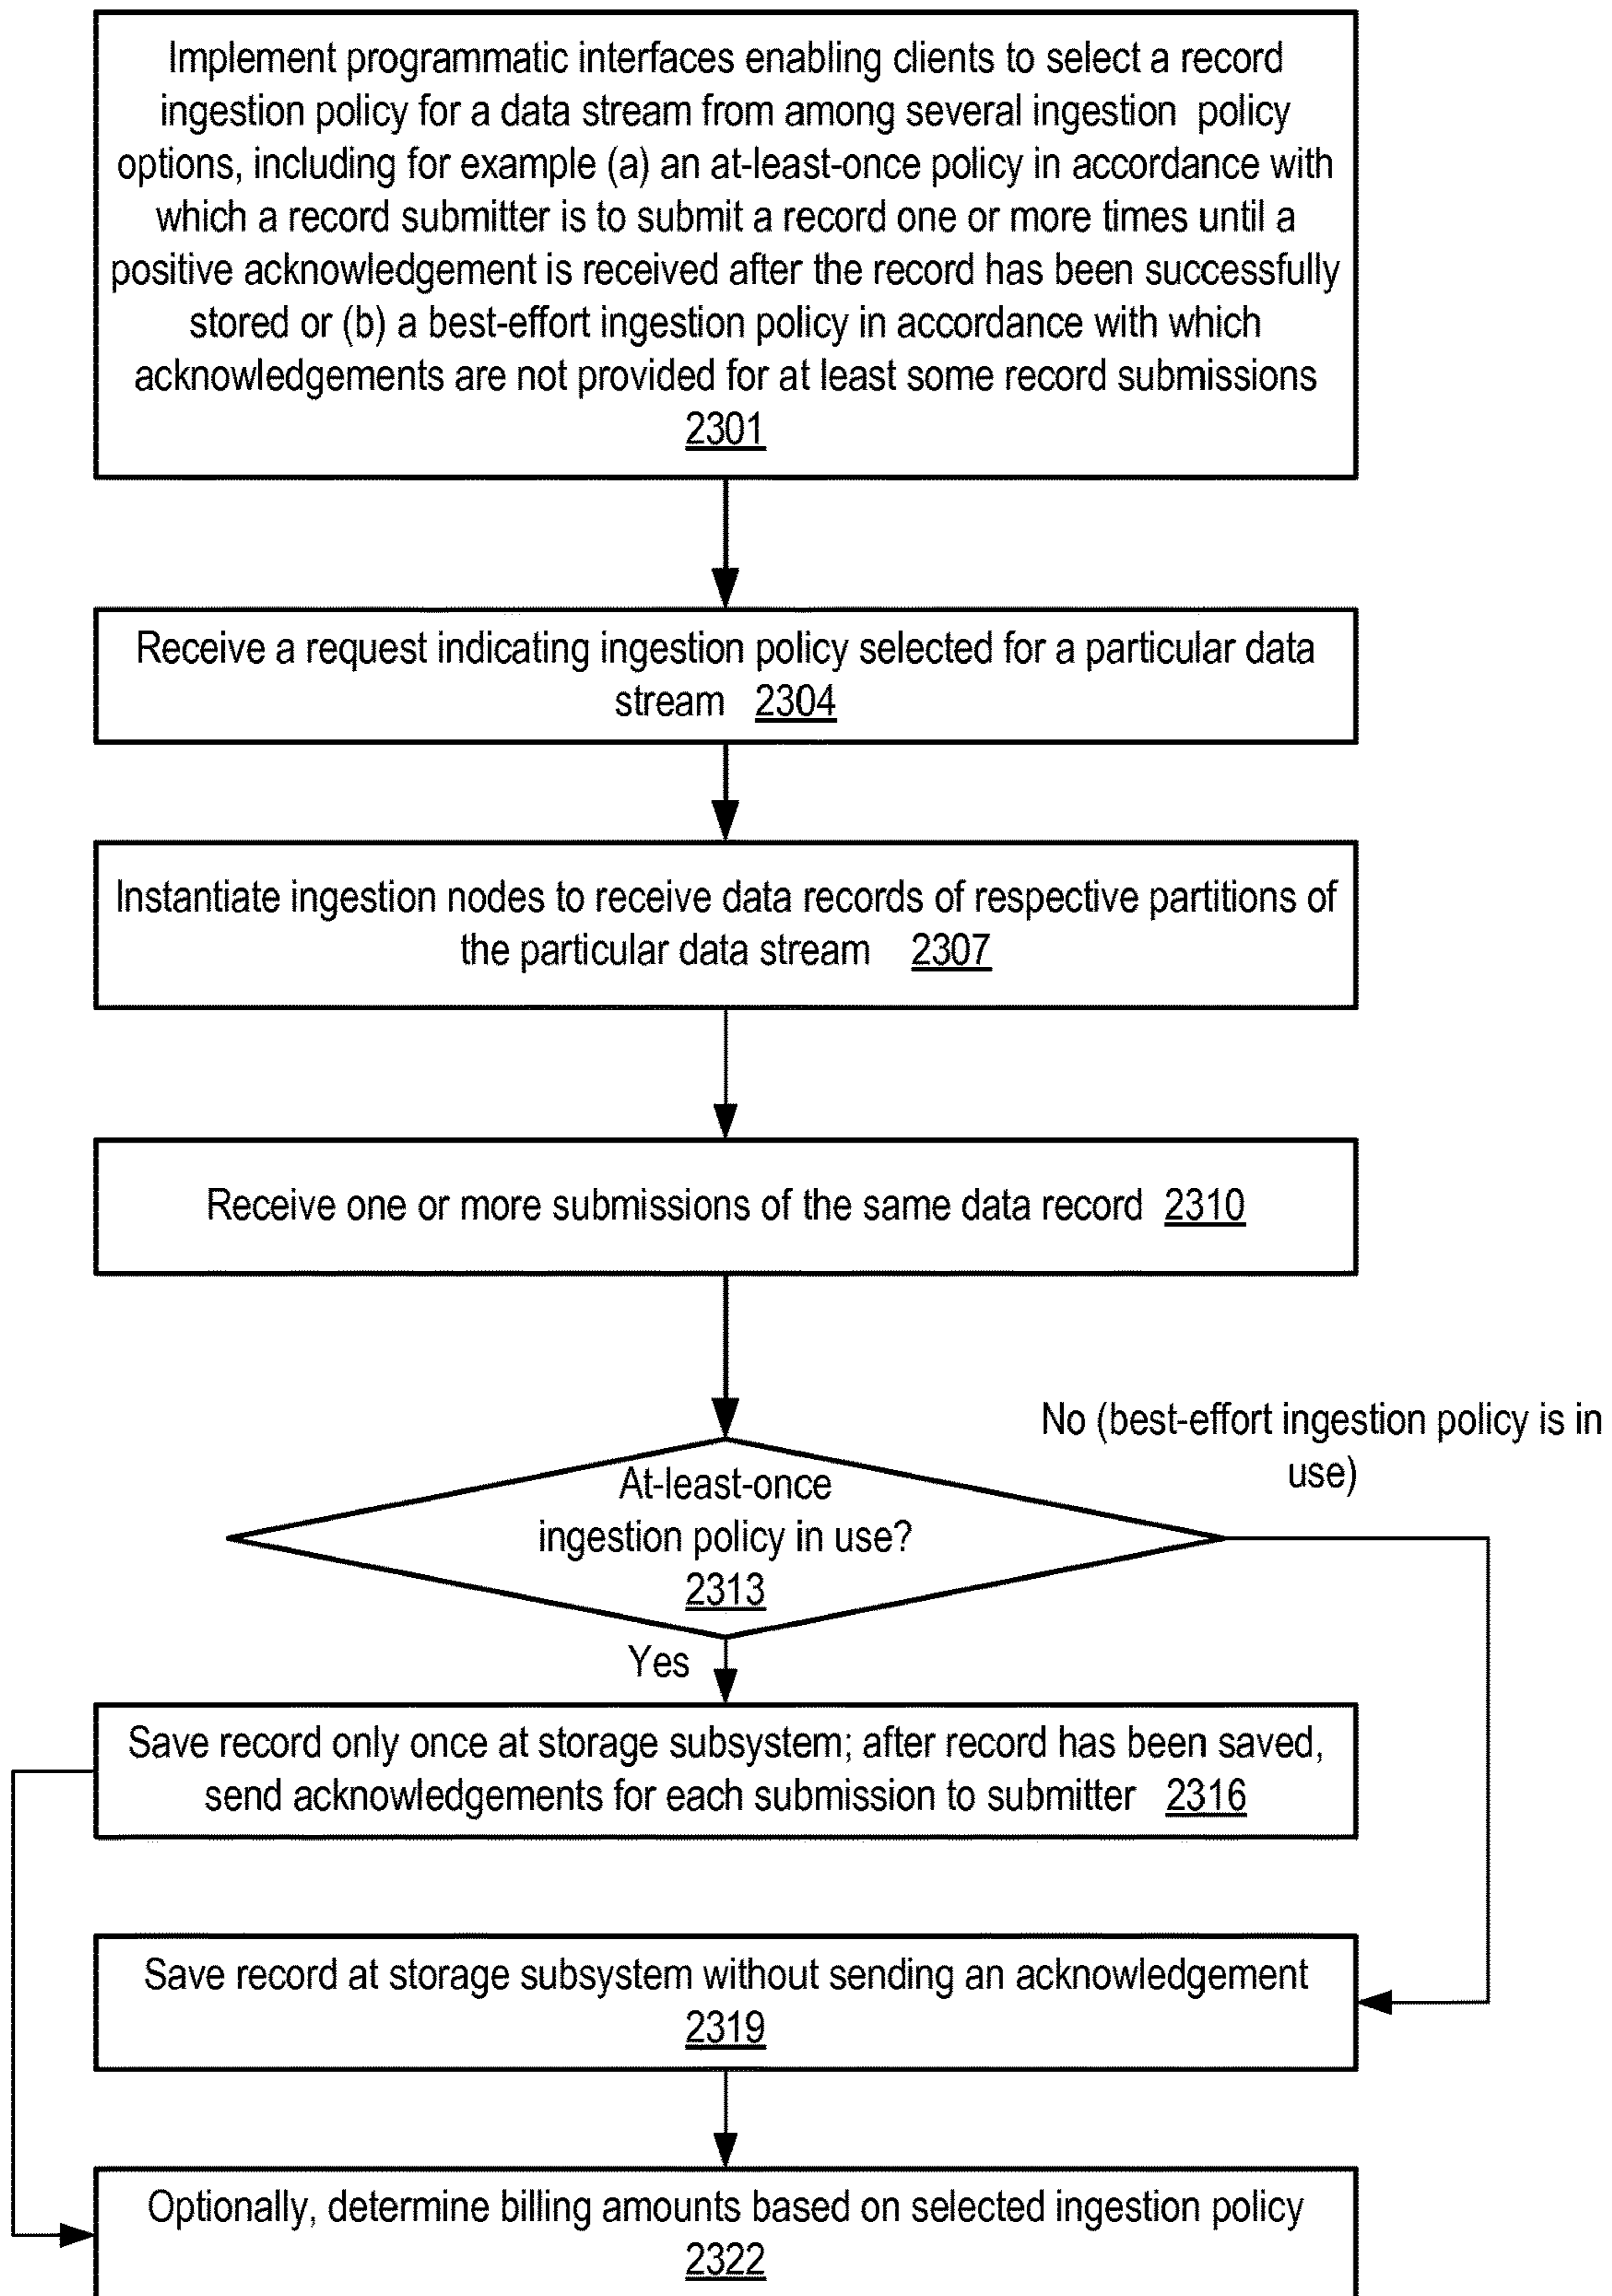 Implement programmatic interfaces enabling clients to select a record
ingestion policy for a data stream from among several ingestion policy
options, including for example (a) an at-least-once policy in accordance with
which a record submitter is to submit a record one or more times until a
positive acknowledgement is received after the record has been successfully
stored or (b) a best-effort ingestion policy in accordance with which
acknowledgements are not provided for at least some record submissions
2301
Receive a request indicating ingestion policy selected for a particular data
stream 2304
Instantiate ingestion nodes to receive data records of respective partitions of
the particular data stream 2307
Receive one or more submissions of the same data record 2310
No (best-effort ingestion policy is in
use)
At-least-once
ingestion policy in use?
2313
Yes
Save record only once at storage subsystem; after record has been saved,
send acknowledgements for each submission to submitter 2316
Save record at storage subsystem without sending an acknowledgement
2319
Optionally, determine billing amounts based on selected ingestion policy
2322